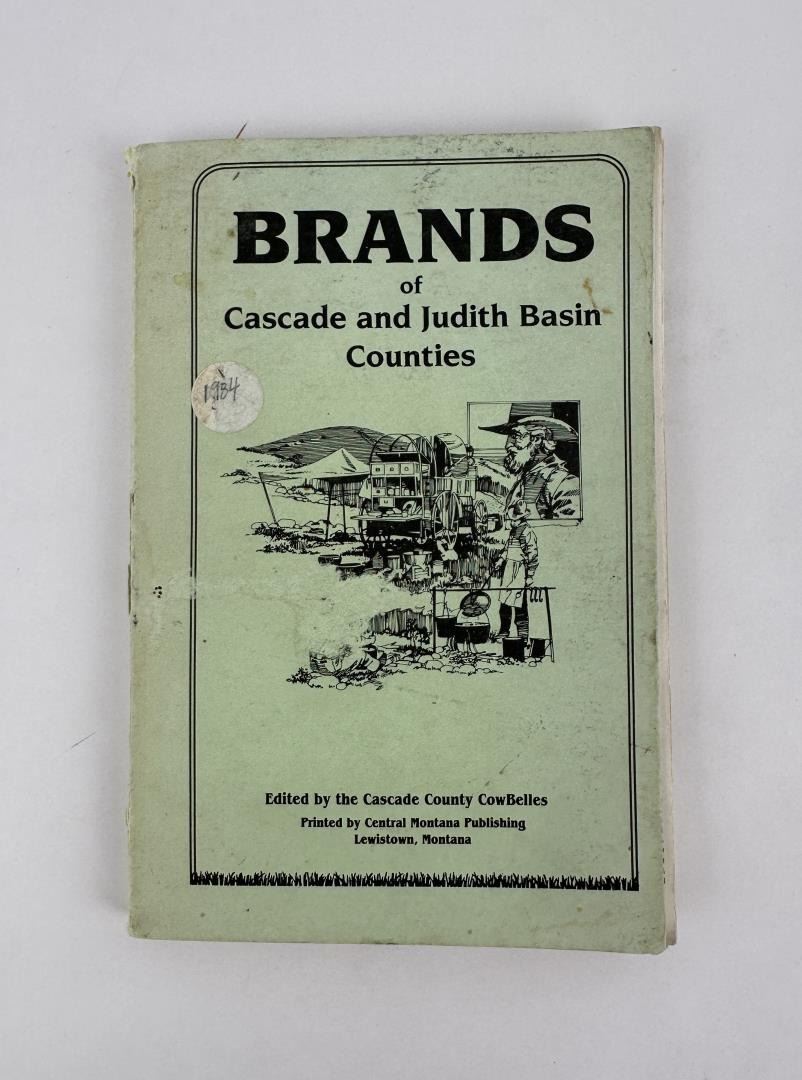 BRANDS
of
Cascade and Judith Basin
Counties
1984
Edited by the Cascade County CowBelles
Printed by Central Montana Publishing
Lewistown, Montana